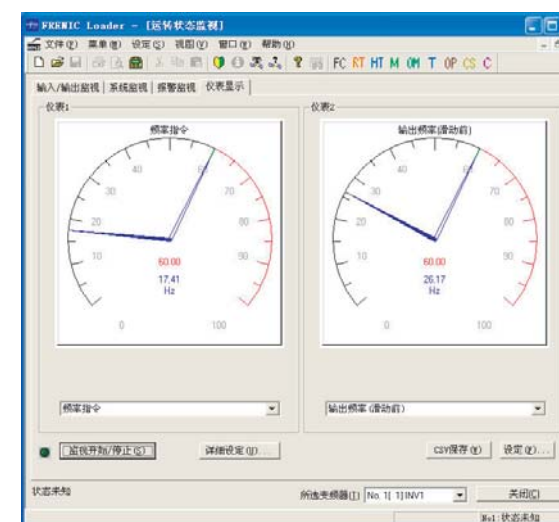 FRENIC Loader - [运转状态监视]
文件(F) 菜单(M) 设定(S) 视图(V) 窗口(W) 帮助(H)
FC RT HT M OM T OP CS C
输入/输出监视 系统监视 报警监视 仪表显示
仪表1
频率指令
0
10
20
30
40
60
70
80
90
100
60.00
17.41
Hz
频率指令
仪表2
输出频率(滑动前)
0
10
20
30
40
70
80
90
100
60.00
26.17
Hz
输出频率(滑动前)
监视开始/停止(S) 详细设定(U)... CSV保存(V) 设定(Z)...
状态未知 所选变频器(I) No. 1[ 1]INV1 关闭(C)
No1:状态未知